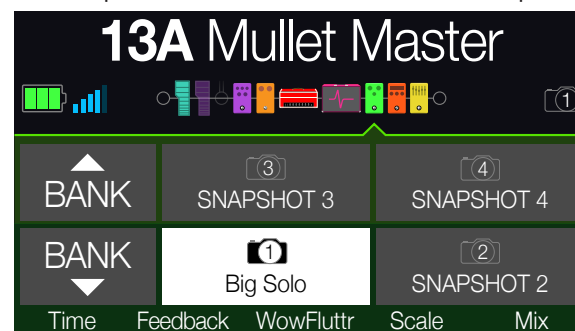 13A Mullet Master
1
3
4
BANK SNAPSHOT 3 SNAPSHOT 4
BANK 1 2
Big Solo SNAPSHOT 2
Time Feedback WowFluttr Scale Mix